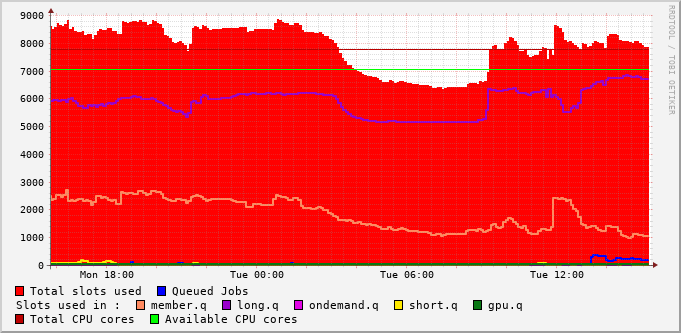 9000
8000
7000
6000
5000
4000
3000
2000
1000
0
Mon 18:00 Tue 00:00 Tue 06:00 Tue 12:00
RRDTOOL / TOBI OETIKER
Total slots used Queued Jobs
Slots used in : member.q long.q ondemand.q short.q gpu.q
Total CPU cores Available CPU cores